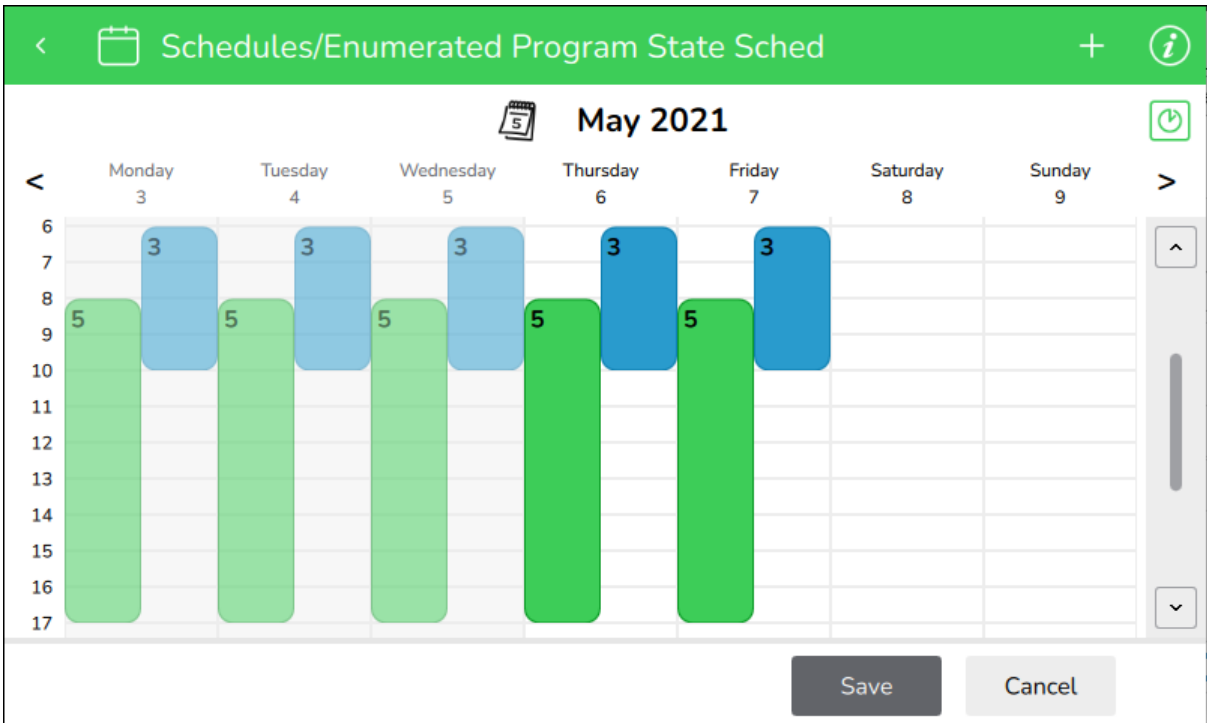 Schedules/Enumerated Program State Sched
5
May 2021
< Monday Tuesday Wednesday Thursday Friday Saturday Sunday >
3 4 5 6 7 8 9
6
3 3 3 3 3
7
8
5 5 5 5 5
9
10
11
12
13
14
15
16
17
Save Cancel